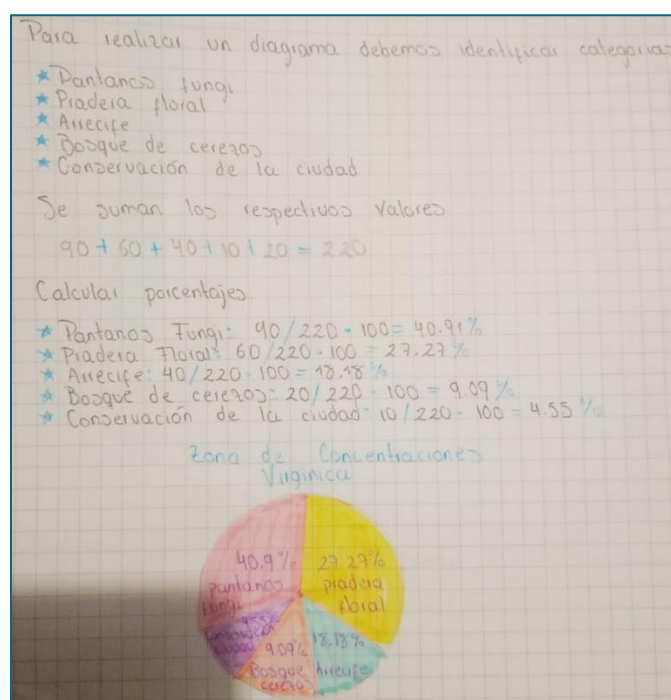 Para realizar un diagrama debemos identificar categorias
★ Pantanos fungi
★ Pradera floral
★ Arrecife
★ Bosque de cerezos
★ Conservación de la ciudad
Se suman los respectivos valores
90 + 60 + 40 + 10 + 20 = 220
Calcular porcentajes
★ Pantanos Fungi: 90/220 · 100 = 40.91%
★ Pradera Floral: 60/220 · 100 = 27.27%
★ Arrecife: 40/220 · 100 = 18.18%
★ Bosque de cerezos: 20/220 · 100 = 9.09%
★ Conservación de la ciudad: 10/220 · 100 = 4.55%
Zona de Concentraciones
Virginica
40.9%
pantanos
fungi
27.27%
pradera
floral
Conservación
ciudad
9.09%
Bosque
cerezos
18.18%
Arrecife